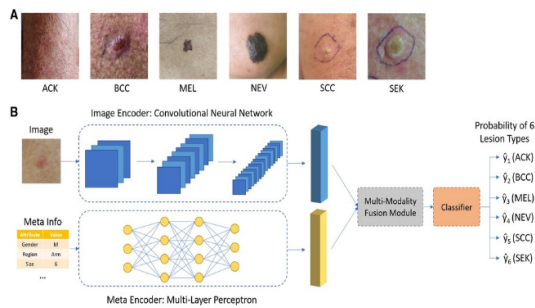 A
ACK BCC MEL NEV SCC SEK
B
Image Encoder: Convolutional Neural Network
Image
Meta Info
Attribute Value
Gender M
Region Arm
Size 6
...
Meta Encoder: Multi-Layer Perceptron
Multi-Modality
Fusion Module
Classifier
Probability of 6
Lesion Types
ŷ₁ (ACK)
ŷ₂ (BCC)
ŷ₃ (MEL)
ŷ₄ (NEV)
ŷ₅ (SCC)
ŷ₆ (SEK)